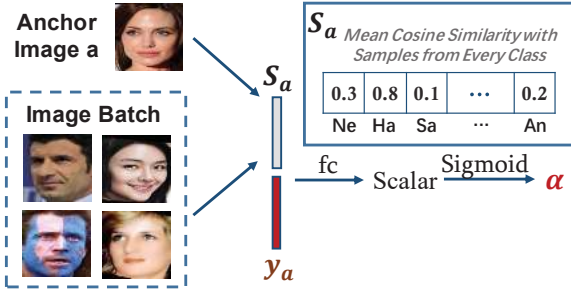 Anchor
Image a
Image Batch
S_a
y_a
S_a Mean Cosine Similarity with
Samples from Every Class
0.3 0.8 0.1 ... 0.2
Ne Ha Sa ... An
fc Scalar Sigmoid α